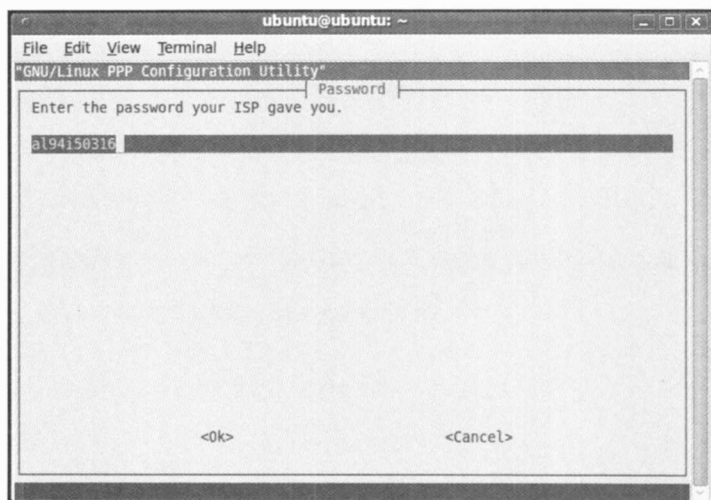 ubuntu@ubuntu: ~
File Edit View Terminal Help
"GNU/Linux PPP Configuration Utility"
Password
Enter the password your ISP gave you.
al94i50316
<Ok> <Cancel>